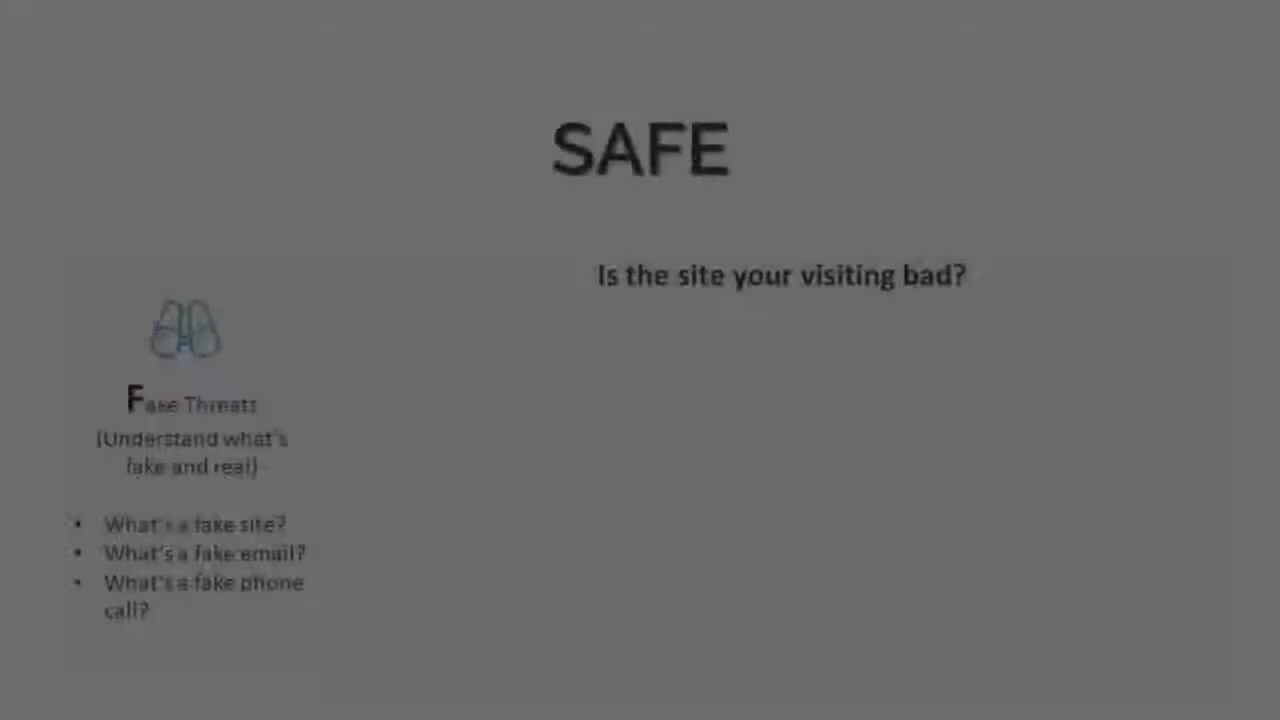 SAFE
Is the site your visiting bad?
Fake Threats
(Understand what's
fake and real)
• What's a fake site?
• What's a fake email?
• What's a fake phone
call?